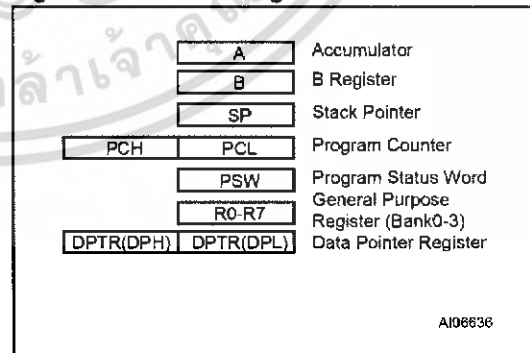 A Accumulator
B B Register
SP Stack Pointer
PCH PCL Program Counter
PSW Program Status Word
R0-R7 General Purpose
Register (Bank0-3)
DPTR(DPH) DPTR(DPL) Data Pointer Register
AI06636